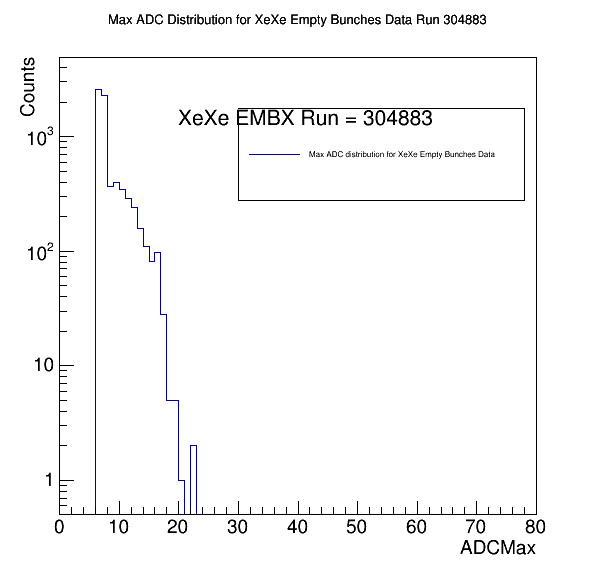 Max ADC Distribution for XeXe Empty Bunches Data Run 304883
Counts
XeXe EMBX Run = 304883
Max ADC distribution for XeXe Empty Bunches Data
10³
10²
10
1
0 10 20 30 40 50 60 70 80
ADCMax